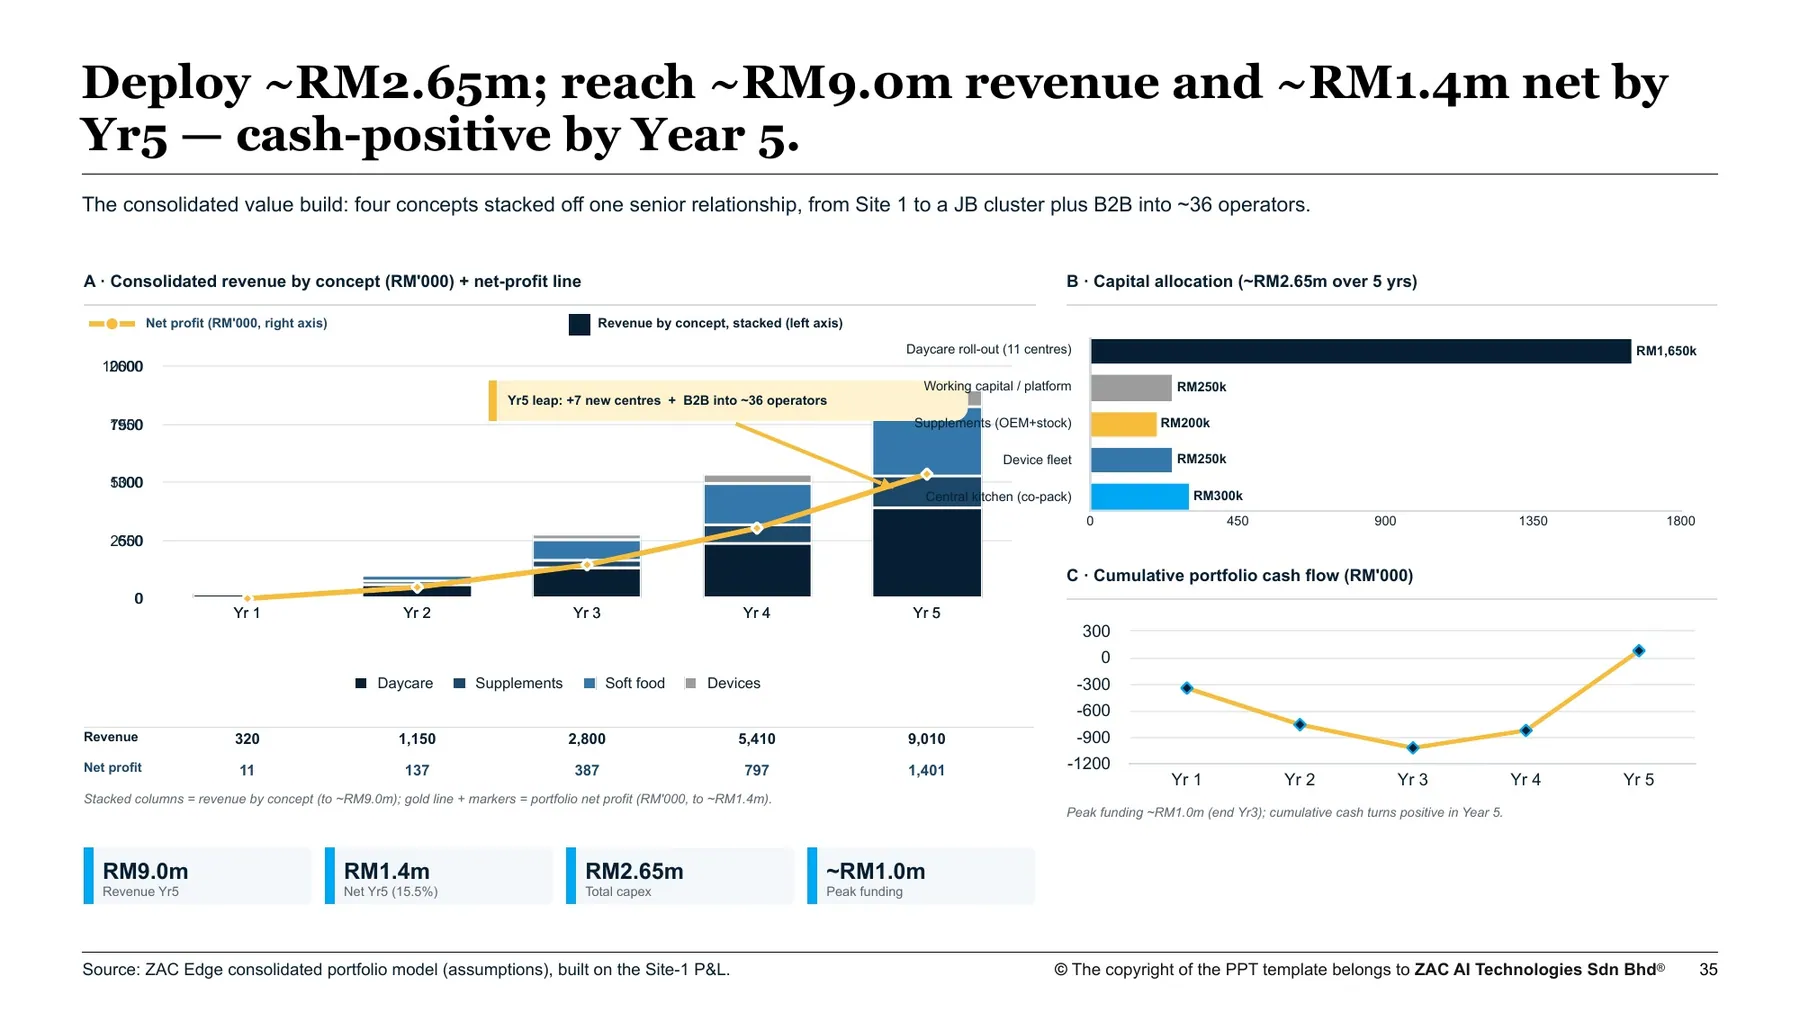 Deploy ~RM2.65m; reach ~RM9.0m revenue and ~RM1.4m net by
Yr5 — cash-positive by Year 5.
The consolidated value build: four concepts stacked off one senior relationship, from Site 1 to a JB cluster plus B2B into ~36 operators.
A · Consolidated revenue by concept (RM'000) + net-profit line
Net profit (RM'000, right axis)
Revenue by concept, stacked (left axis)
Yr5 leap: +7 new centres + B2B into ~36 operators
0
Yr 1 Yr 2 Yr 3 Yr 4 Yr 5
Daycare Supplements Soft food Devices
Revenue 320 1,150 2,800 5,410 9,010
Net profit 11 137 387 797 1,401
Stacked columns = revenue by concept (to ~RM9.0m); gold line + markers = portfolio net profit (RM'000, to ~RM1.4m).
RM9.0m
Revenue Yr5
RM1.4m
Net Yr5 (15.5%)
RM2.65m
Total capex
~RM1.0m
Peak funding
B · Capital allocation (~RM2.65m over 5 yrs)
Daycare roll-out (11 centres) RM1,650k
Working capital / platform RM250k
Supplements (OEM+stock) RM200k
Device fleet RM250k
Central kitchen (co-pack) RM300k
0 450 900 1350 1800
C · Cumulative portfolio cash flow (RM'000)
300
0
-300
-600
-900
-1200
Yr 1 Yr 2 Yr 3 Yr 4 Yr 5
Peak funding ~RM1.0m (end Yr3); cumulative cash turns positive in Year 5.
Source: ZAC Edge consolidated portfolio model (assumptions), built on the Site-1 P&L.
© The copyright of the PPT template belongs to ZAC AI Technologies Sdn Bhd® 35